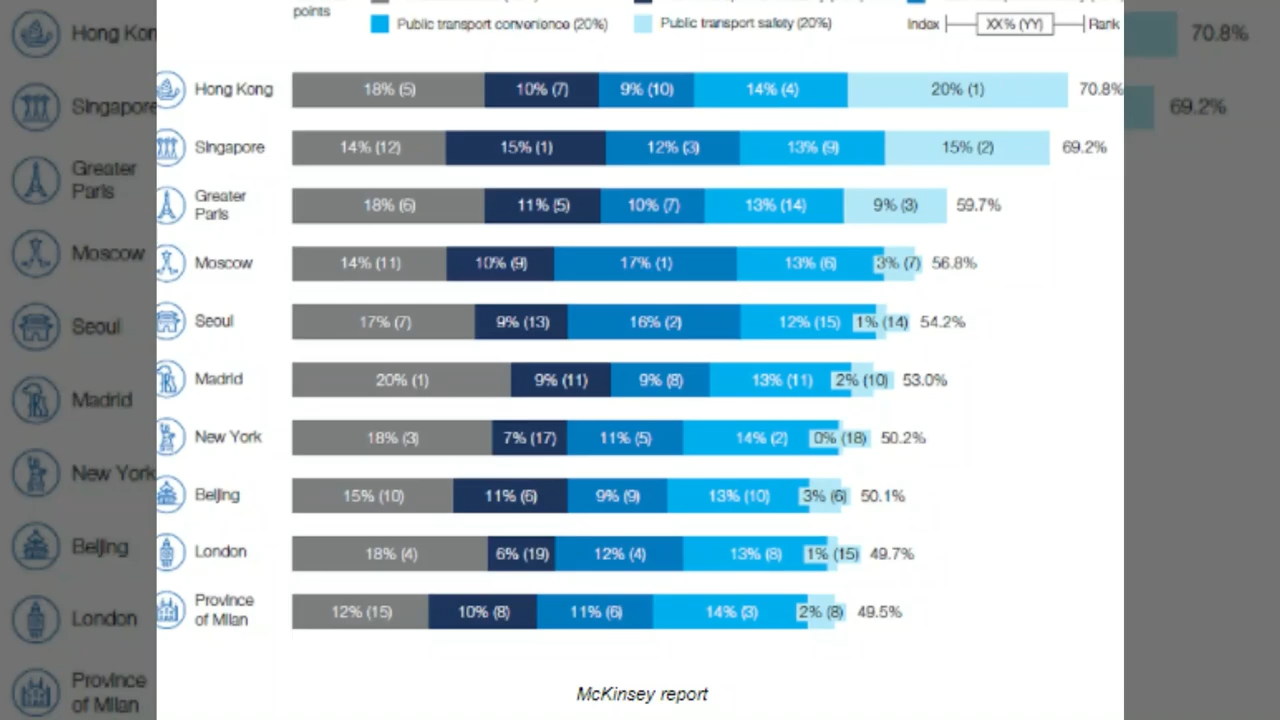 points
Public transport convenience (20%) Public transport safety (20%) Index XX% (YY) Rank
Hong Kong 18% (5) 10% (7) 9% (10) 14% (4) 20% (1) 70.8%
Singapore 14% (12) 15% (1) 12% (3) 13% (9) 15% (2) 69.2%
Greater
Paris 18% (6) 11% (5) 10% (7) 13% (14) 9% (3) 59.7%
Moscow 14% (11) 10% (9) 17% (1) 13% (6) 3% (7) 56.8%
Seoul 17% (7) 9% (13) 16% (2) 12% (15) 1% (14) 54.2%
Madrid 20% (1) 9% (11) 9% (8) 13% (11) 2% (10) 53.0%
New York 18% (3) 7% (17) 11% (5) 14% (2) 0% (18) 50.2%
Beijing 15% (10) 11% (6) 9% (9) 13% (10) 3% (6) 50.1%
London 18% (4) 6% (19) 12% (4) 13% (8) 1% (15) 49.7%
Province
of Milan 12% (15) 10% (8) 11% (6) 14% (3) 2% (8) 49.5%
McKinsey report
Hong Kon
Singapore
Greater
Paris
Moscow
Seoul
Madrid
New York
Beijing
London
Province
of Milan
70.8%
69.2%